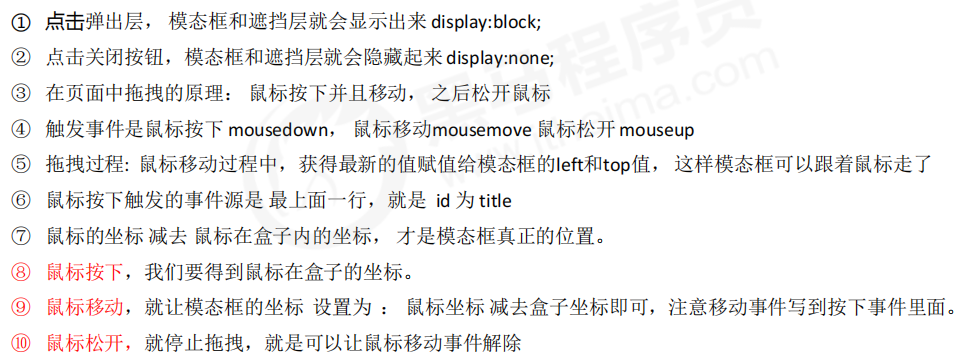 ① 点击弹出层， 模态框和遮挡层就会显示出来 display:block;
② 点击关闭按钮，模态框和遮挡层就会隐藏起来 display:none;
③ 在页面中拖拽的原理： 鼠标按下并且移动， 之后松开鼠标
④ 触发事件是鼠标按下 mousedown， 鼠标移动mousemove 鼠标松开 mouseup
⑤ 拖拽过程: 鼠标移动过程中，获得最新的值赋值给模态框的left和top值， 这样模态框可以跟着鼠标走了
⑥ 鼠标按下触发的事件源是 最上面一行，就是 id 为 title
⑦ 鼠标的坐标 减去 鼠标在盒子内的坐标， 才是模态框真正的位置。
⑧ 鼠标按下，我们要得到鼠标在盒子的坐标。
⑨ 鼠标移动，就让模态框的坐标 设置为 ： 鼠标坐标 减去盒子坐标即可，注意移动事件写到按下事件里面。
⑩ 鼠标松开，就停止拖拽，就是可以让鼠标移动事件解除